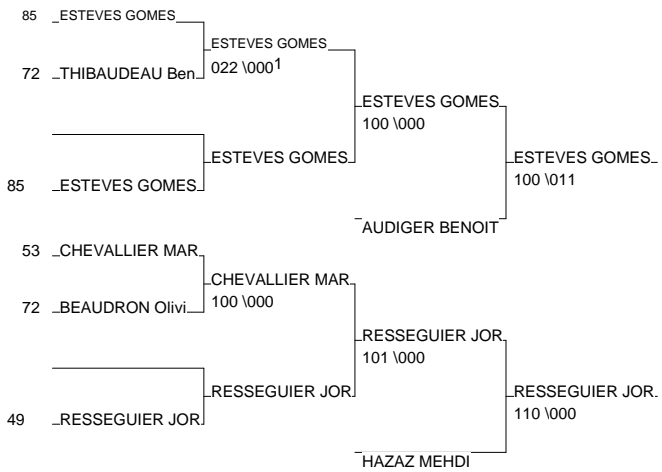 85 ESTEVES GOMES
ESTEVES GOMES
72 THIBAUDEAU Ben 022 \000¹
ESTEVES GOMES
100 \000
ESTEVES GOMES
ESTEVES GOMES
100 \011
85 ESTEVES GOMES
AUDIGER BENOIT
53 CHEVALLIER MAR
CHEVALLIER MAR
100 \000
72 BEAUDRON Olivi
RESSEGUIER JOR
101 \000
RESSEGUIER JOR
RESSEGUIER JOR
110 \000
49 RESSEGUIER JOR
HAZAZ MEHDI